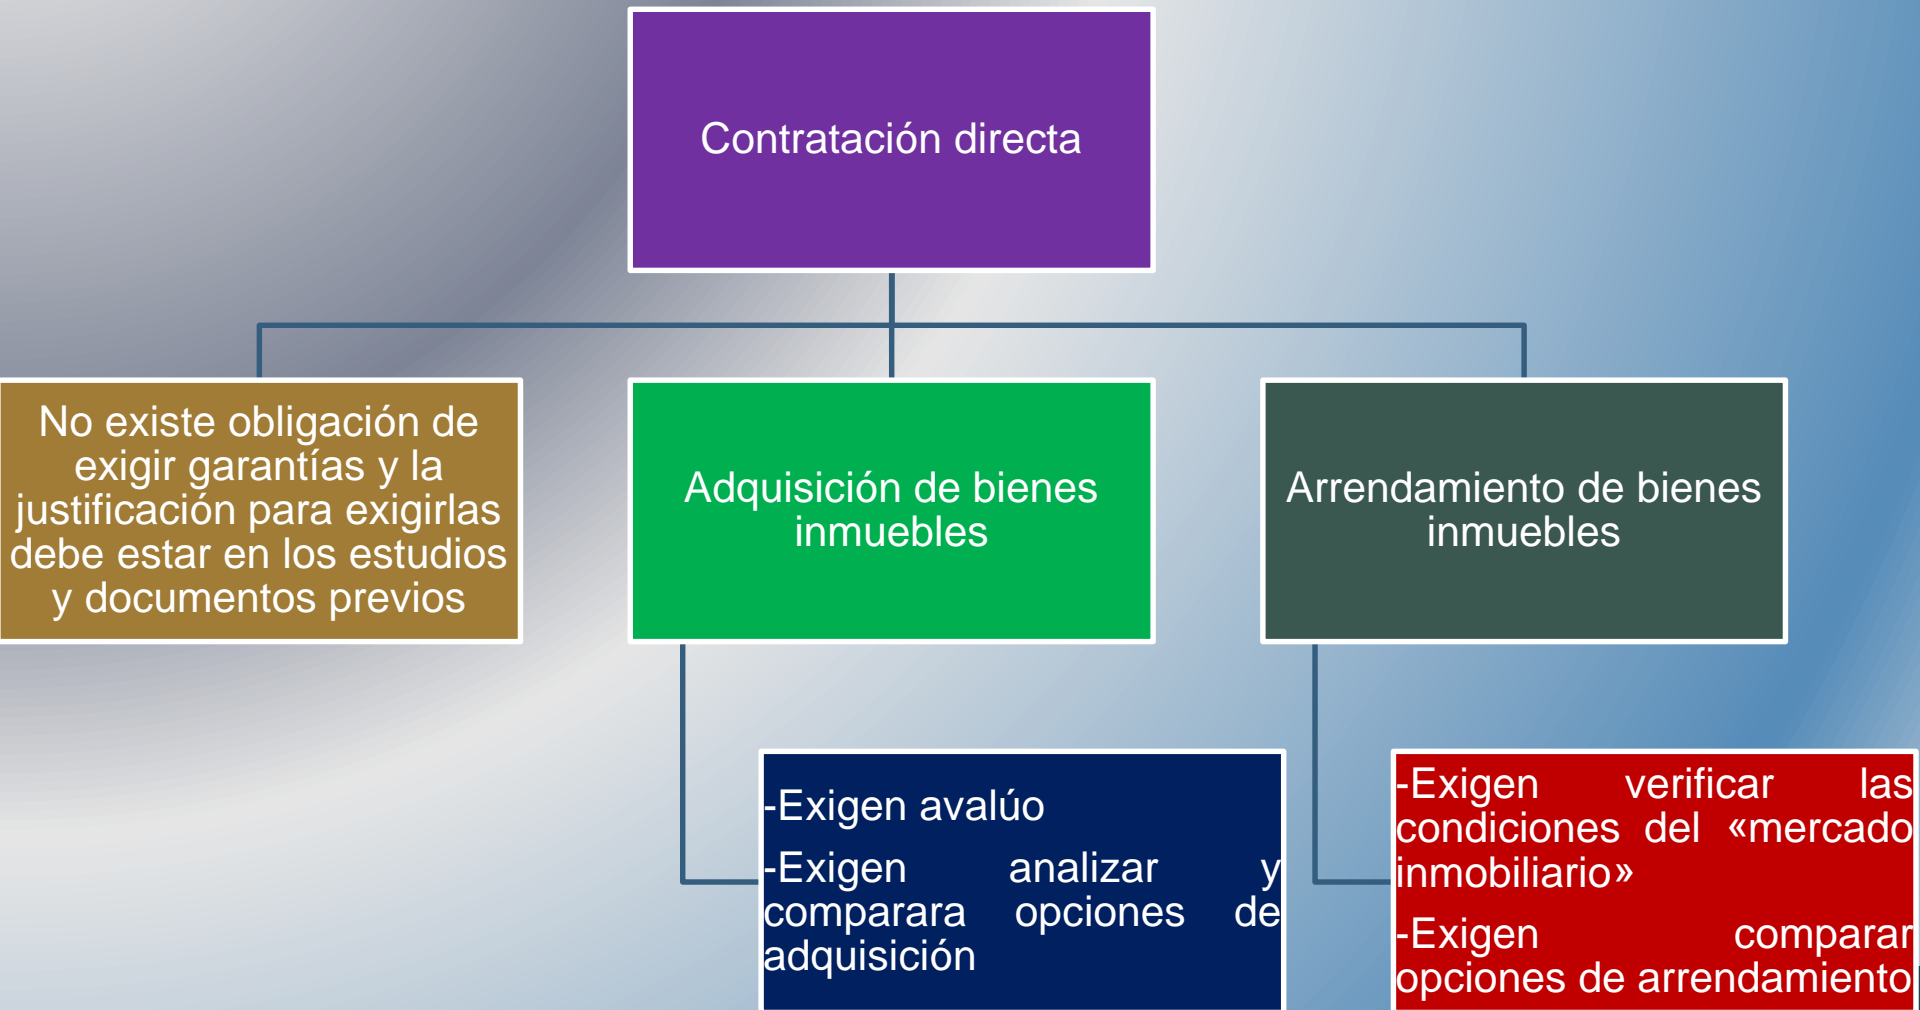 Contratación directa
No existe obligación de
exigir garantías y la
justificación para exigirlas
debe estar en los estudios
y documentos previos
Adquisición de bienes
inmuebles
Arrendamiento de bienes
inmuebles
-Exigen avalúo
-Exigen analizar y
comparara opciones de
adquisición
-Exigen verificar las
condiciones del «mercado
inmobiliario»
-Exigen comparar
opciones de arrendamiento